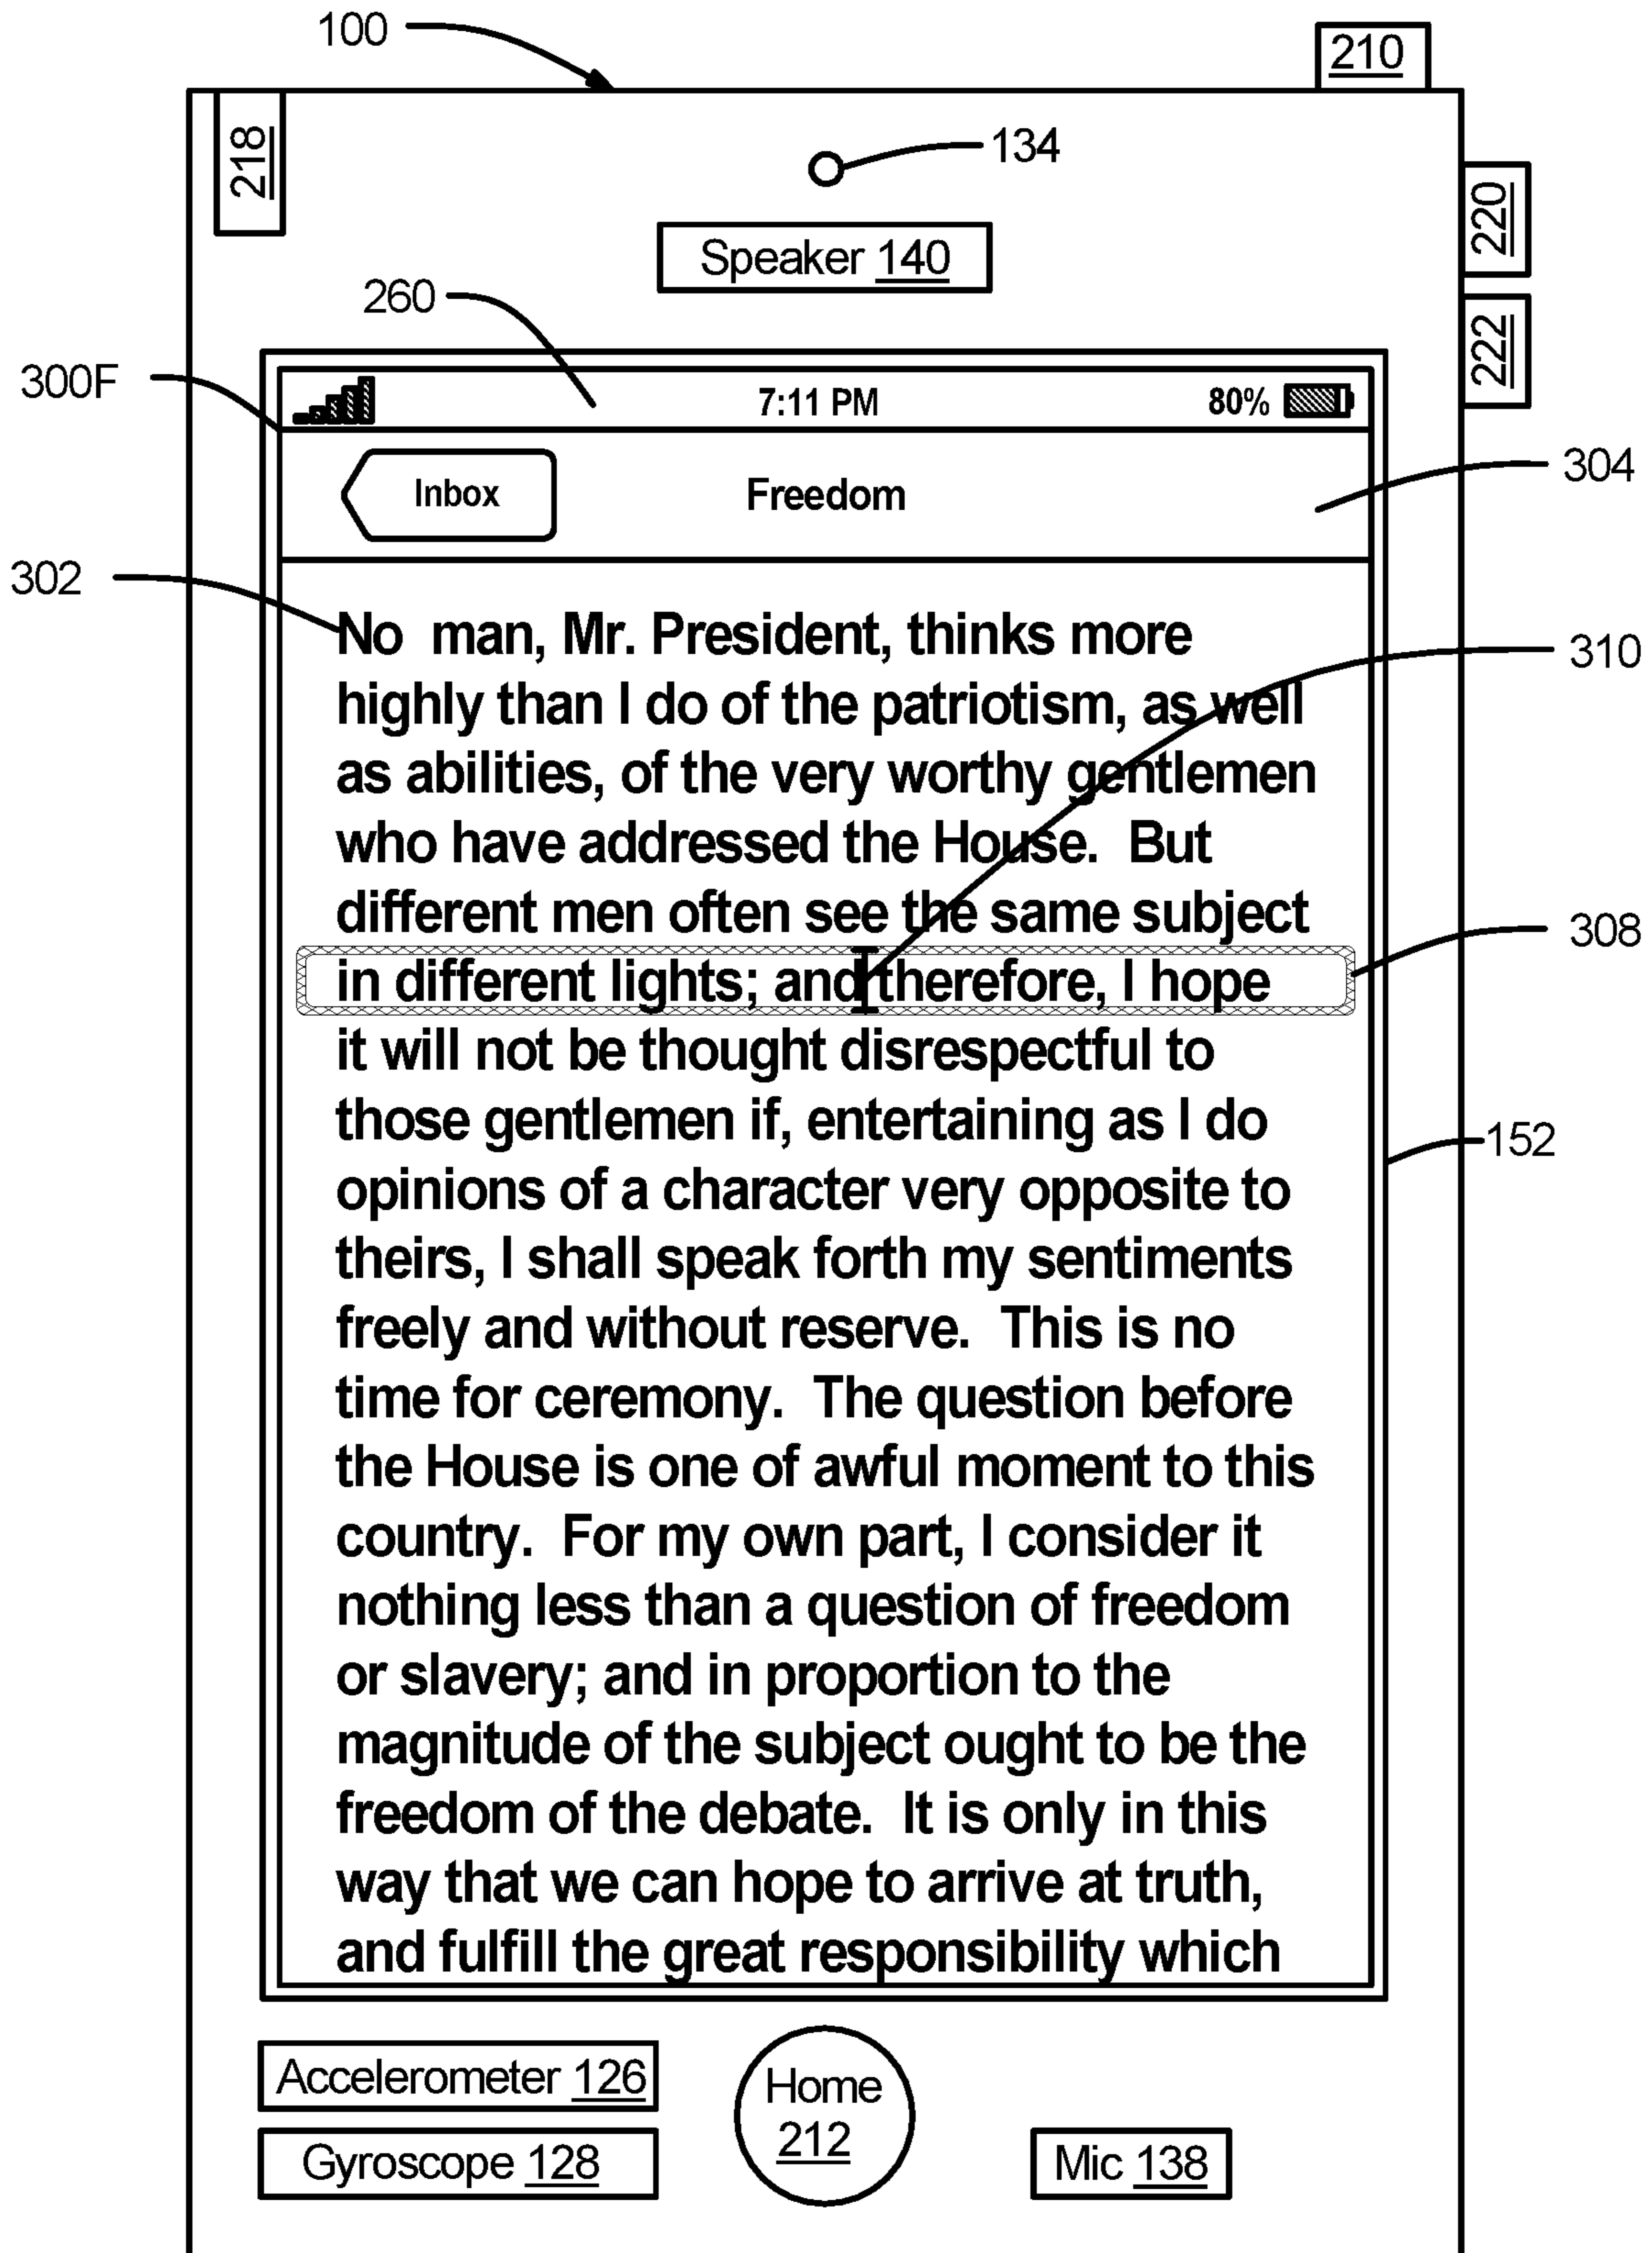 100
210
218
134
220
Speaker 140
260
222
300F
7:11 PM 80%
304
Inbox Freedom
302
No man, Mr. President, thinks more
310
highly than I do of the patriotism, as well
as abilities, of the very worthy gentlemen
who have addressed the House. But
different men often see the same subject
308
in different lights; and therefore, I hope
it will not be thought disrespectful to
those gentlemen if, entertaining as I do
152
opinions of a character very opposite to
theirs, I shall speak forth my sentiments
freely and without reserve. This is no
time for ceremony. The question before
the House is one of awful moment to this
country. For my own part, I consider it
nothing less than a question of freedom
or slavery; and in proportion to the
magnitude of the subject ought to be the
freedom of the debate. It is only in this
way that we can hope to arrive at truth,
and fulfill the great responsibility which
Accelerometer 126
Home
212
Gyroscope 128
Mic 138